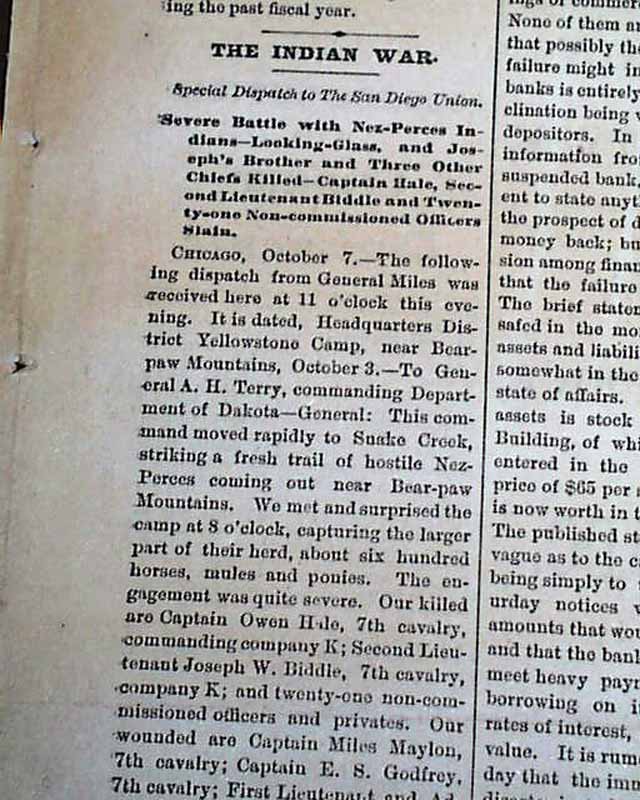 ing the past fiscal year.
THE INDIAN WAR.
Special Dispatch to The San Diego Union.
Severe Battle with Nez-Perces In-
dians—Looking-Glass, and Jos-
eph's Brother and Three Other
Chiefs Killed—Captain Hale, Sec-
ond Lieutenant Biddle and Twen-
ty-one Non-commissioned Officers
Slain.
CHICAGO, October 7.—The follow-
ing dispatch from General Miles was
received here at 11 o'clock this eve-
ning. It is dated, Headquarters Dis-
trict Yellowstone Camp, near Bear-
paw Mountains, October 3.—To Gen-
eral A. H. Terry, commanding Depart-
ment of Dakota—General: This com-
mand moved rapidly to Snake Creek,
striking a fresh trail of hostile Nez-
Perces coming out near Bear-paw
Mountains. We met and surprised the
camp at 8 o'clock, capturing the larger
part of their herd, about six hundred
horses, mules and ponies. The en-
gagement was quite severe. Our killed
are Captain Owen Hale, 7th cavalry,
commanding company K; Second Lieu-
tenant Joseph W. Biddle, 7th cavalry,
company K; and twenty-one non-com-
missioned officers and privates. Our
wounded are Captain Miles Maylon,
7th cavalry; Captain E. S. Godfrey,
7th cavalry; First Lieutenant and Ad-
None of them
that possibly
failure might
banks is entirely
clination being
depositors. In
information
suspended bank,
ent to state
the prospect of
money back;
sion among
that the failure
The brief
in the
assets and
somewhat in the
state of affairs.
assets is stock
Building, of
entered in the
price of $65 per
is now worth in
The published
vague as to the
being simply to
urday notices
amounts that
and that the
meet heavy
borrowing on
rates of interest,
value. It is
day that the